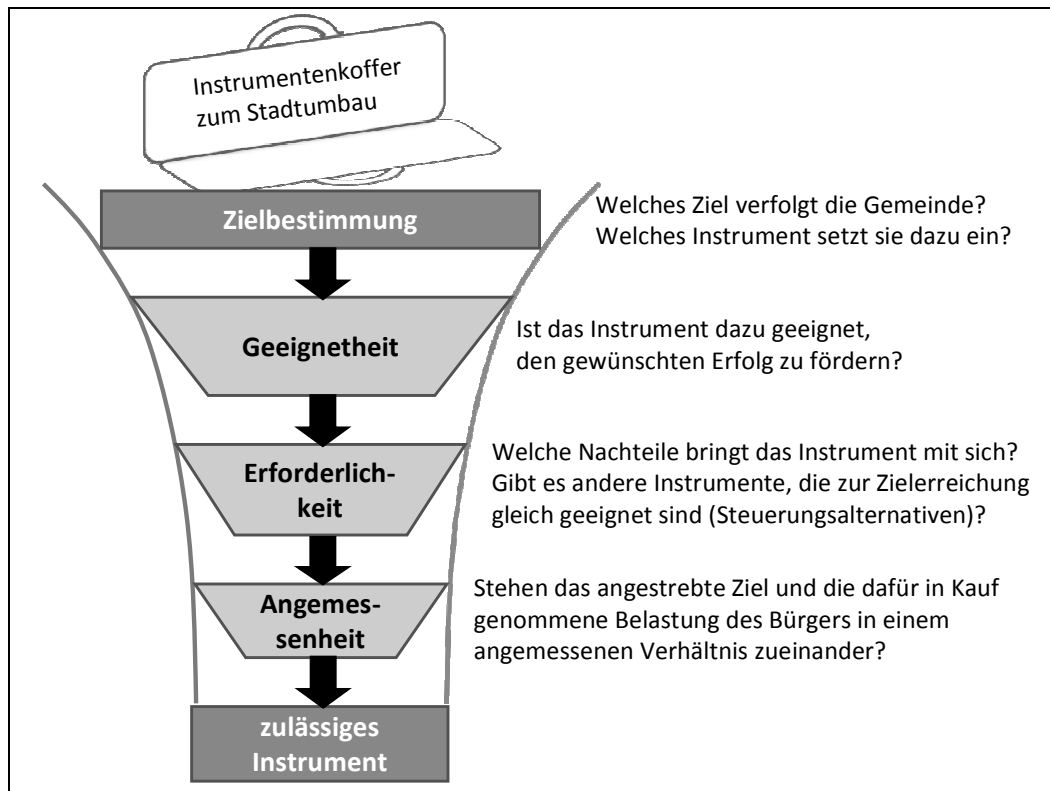 Instrumentenkoffer
zum Stadtumbau
Zielbestimmung
Welches Ziel verfolgt die Gemeinde?
Welches Instrument setzt sie dazu ein?
Geeignetheit
Ist das Instrument dazu geeignet,
den gewünschten Erfolg zu fördern?
Erforderlich-
keit
Welche Nachteile bringt das Instrument mit sich?
Gibt es andere Instrumente, die zur Zielerreichung
gleich geeignet sind (Steuerungsalternativen)?
Angemes-
senheit
Stehen das angestrebte Ziel und die dafür in Kauf
genommene Belastung des Bürgers in einem
angemessenen Verhältnis zueinander?
zulässiges
Instrument